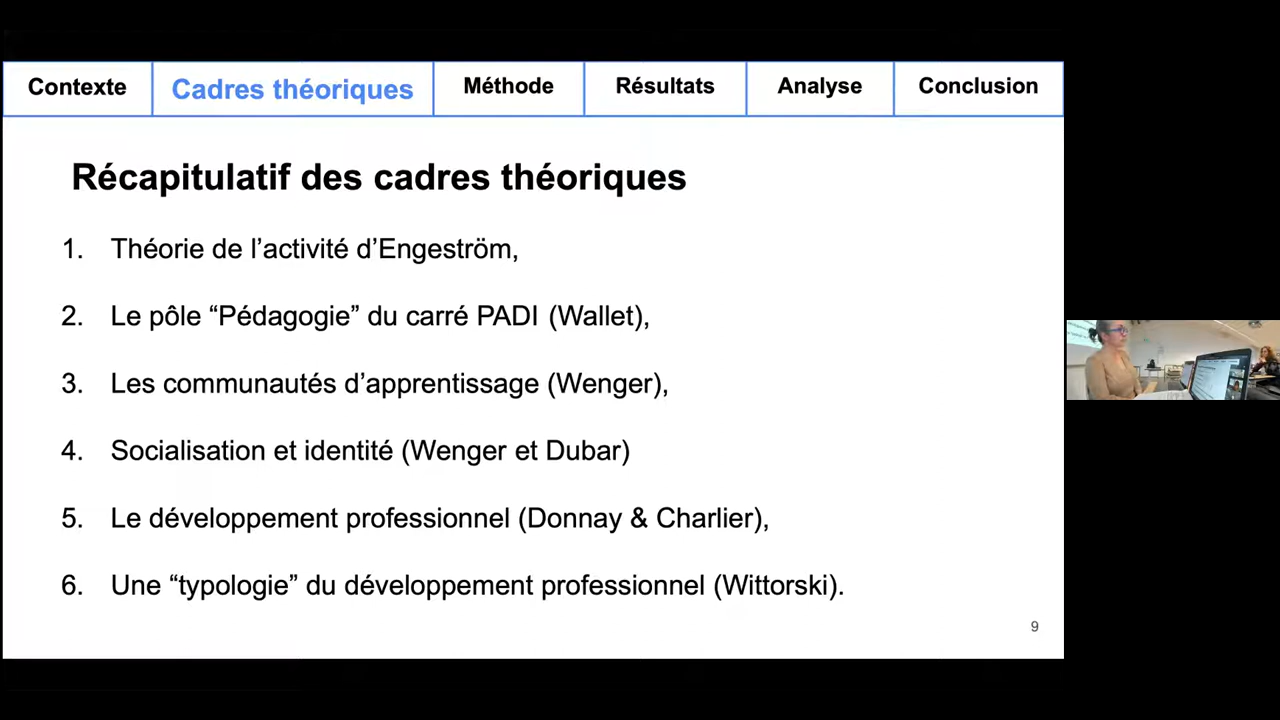 Contexte Cadres théoriques Méthode Résultats Analyse Conclusion
Récapitulatif des cadres théoriques
1. Théorie de l’activité d’Engeström,
2. Le pôle “Pédagogie” du carré PADI (Wallet),
3. Les communautés d’apprentissage (Wenger),
4. Socialisation et identité (Wenger et Dubar)
5. Le développement professionnel (Donnay & Charlier),
6. Une “typologie” du développement professionnel (Wittorski).
9